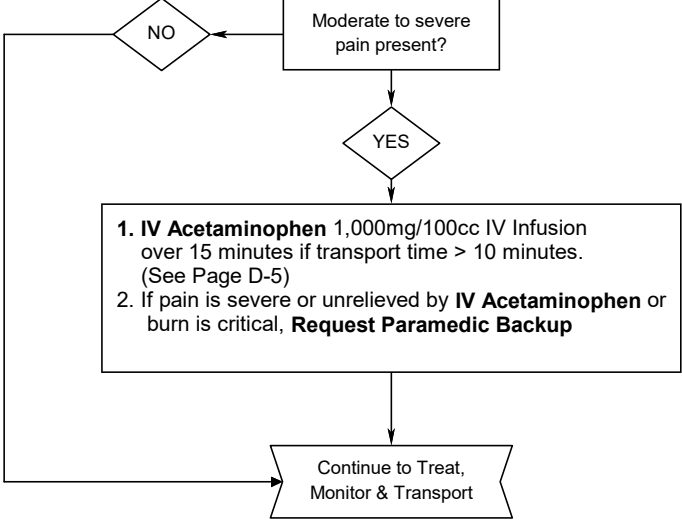 NO
Moderate to severe
pain present?
YES
1. IV Acetaminophen 1,000mg/100cc IV Infusion
over 15 minutes if transport time > 10 minutes.
(See Page D-5)
2. If pain is severe or unrelieved by IV Acetaminophen or
burn is critical, Request Paramedic Backup
Continue to Treat,
Monitor & Transport